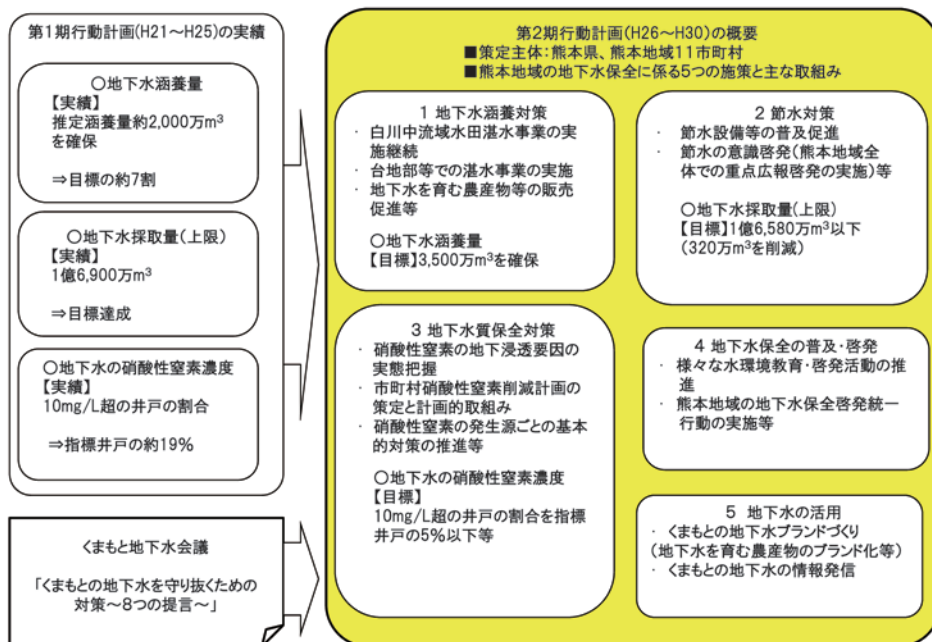 第1期行動計画(H21～H25)の実績
○地下水涵養量
【実績】
推定涵養量約2,000万m³
を確保
⇒目標の約7割
○地下水採取量(上限)
【実績】
1億6,900万m³
⇒目標達成
○地下水の硝酸性窒素濃度
【実績】
10mg/L超の井戸の割合
⇒指標井戸の約19%
くまもと地下水会議
「くまもとの地下水を守り抜くための
対策～8つの提言～」
第2期行動計画(H26～H30)の概要
■策定主体:熊本県、熊本地域11市町村
■熊本地域の地下水保全に係る5つの施策と主な取組み
1 地下水涵養対策
・ 白川中流域水田湛水事業の実
施継続
・ 台地部等での湛水事業の実施
・ 地下水を育む農産物等の販売
促進等
○地下水涵養量
【目標】3,500万m³を確保
2 節水対策
・ 節水設備等の普及促進
・ 節水の意識啓発(熊本地域全
体での重点広報啓発の実施)等
○地下水採取量(上限)
【目標】1億6,580万m³以下
(320万m³を削減)
3 地下水質保全対策
・ 硝酸性窒素の地下浸透要因の
実態把握
・ 市町村硝酸性窒素削減計画の
策定と計画的取組み
・ 硝酸性窒素の発生源ごとの基本
的対策の推進等
○地下水の硝酸性窒素濃度
【目標】
10mg/L超の井戸の割合を指標
井戸の5%以下等
4 地下水保全の普及・啓発
・ 様々な水環境教育・啓発活動の推
進
・ 熊本地域の地下水保全啓発統一
行動の実施等
5 地下水の活用
・ くまもとの地下水ブランドづくり
(地下水を育む農産物のブランド化等)
・ くまもとの地下水の情報発信